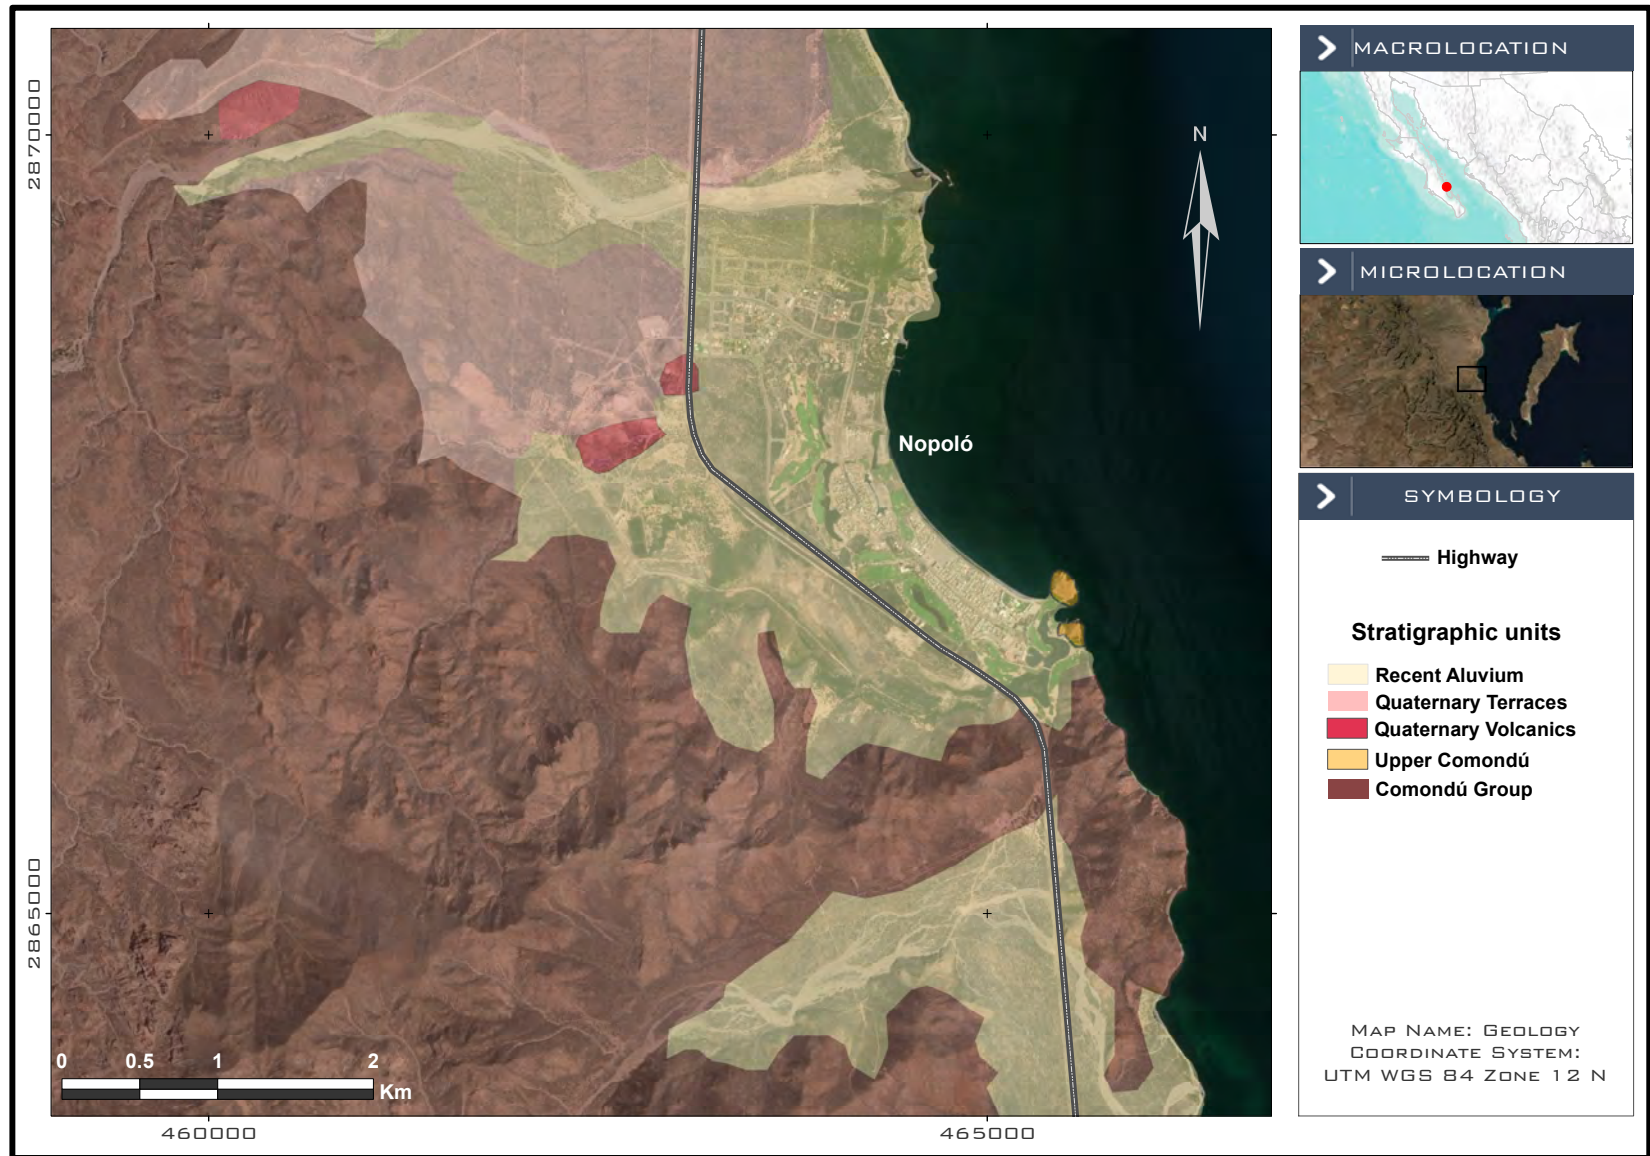 2870000
2865000
460000
465000
N
Nopoló
0 0.5 1 2
Km
MACROLOCATION
MICROLOCATION
SYMBOLOGY
Highway
Stratigraphic units
Recent Aluvium
Quaternary Terraces
Quaternary Volcanics
Upper Comondú
Comondú Group
Map Name: Geology
Coordinate System:
UTM WGS 84 Zone 12 N